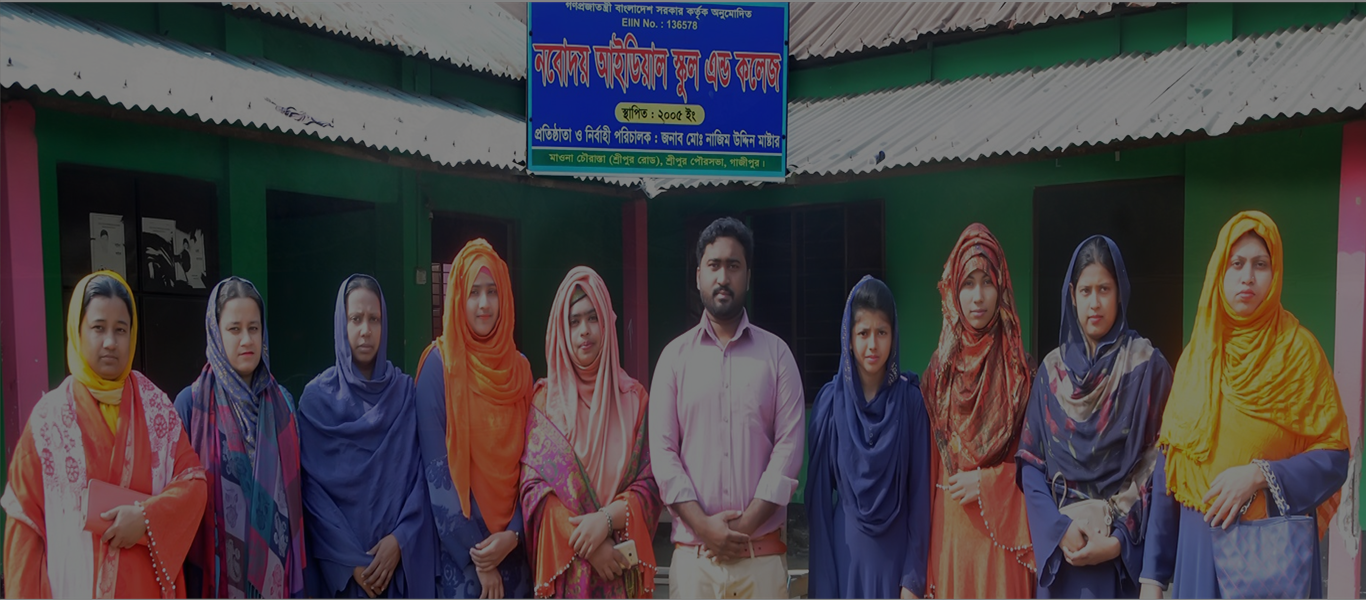 গণপ্রজাতন্ত্রী বাংলাদেশ সরকার কর্তৃক অনুমোদিত
EIIN No. : 136578
নবোদয় আইডিয়াল স্কুল এন্ড কলেজ
স্থাপিত : ২০০৫ ইং
প্রতিষ্ঠাতা ও নির্বাহী পরিচালক : জনাব মোঃ নাজিম উদ্দিন মাষ্টার
মাওনা চৌরাস্তা (শ্রীপুর রোড), শ্রীপুর পৌরসভা, গাজীপুর।